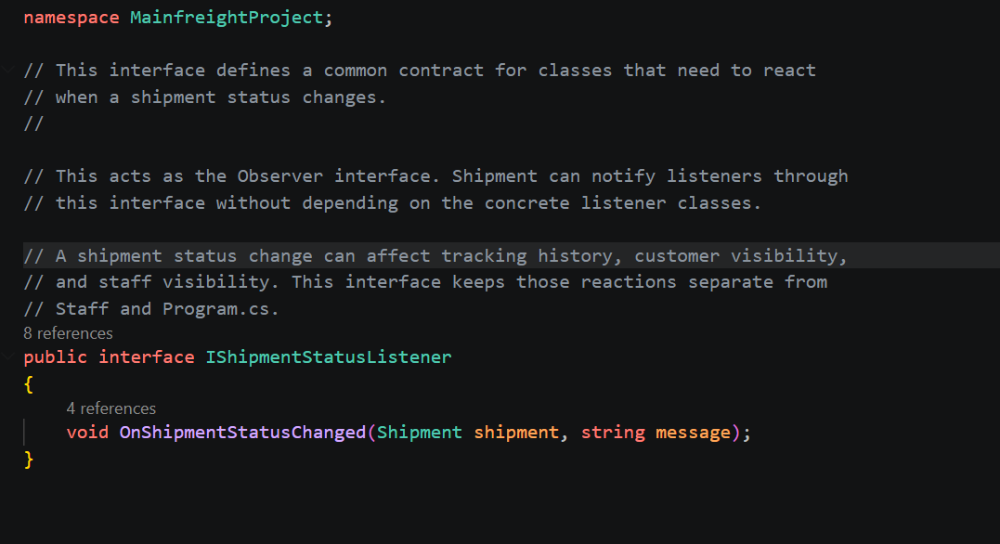 namespace MainfreightProject;
// This interface defines a common contract for classes that need to react
// when a shipment status changes.
//
// This acts as the Observer interface. Shipment can notify listeners through
// this interface without depending on the concrete listener classes.
// A shipment status change can affect tracking history, customer visibility,
// and staff visibility. This interface keeps those reactions separate from
// Staff and Program.cs.
8 references
public interface IShipmentStatusListener
{
4 references
void OnShipmentStatusChanged(Shipment shipment, string message);
}